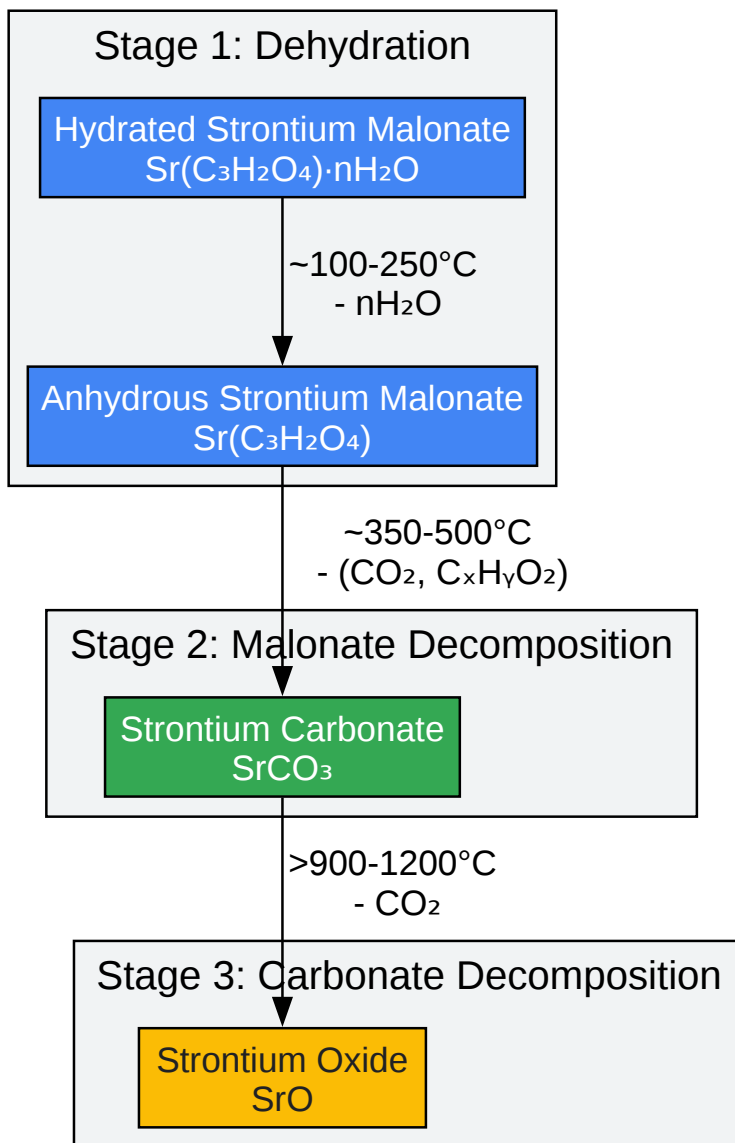 Stage 1: Dehydration
Hydrated Strontium Malonate
Sr(C₃H₂O₄)·nH₂O
~100-250°C
- nH₂O
Anhydrous Strontium Malonate
Sr(C₃H₂O₄)
~350-500°C
- (CO₂, CₓHᵧO₂)
Stage 2: Malonate Decomposition
Strontium Carbonate
SrCO₃
>900-1200°C
- CO₂
Stage 3: Carbonate Decomposition
Strontium Oxide
SrO